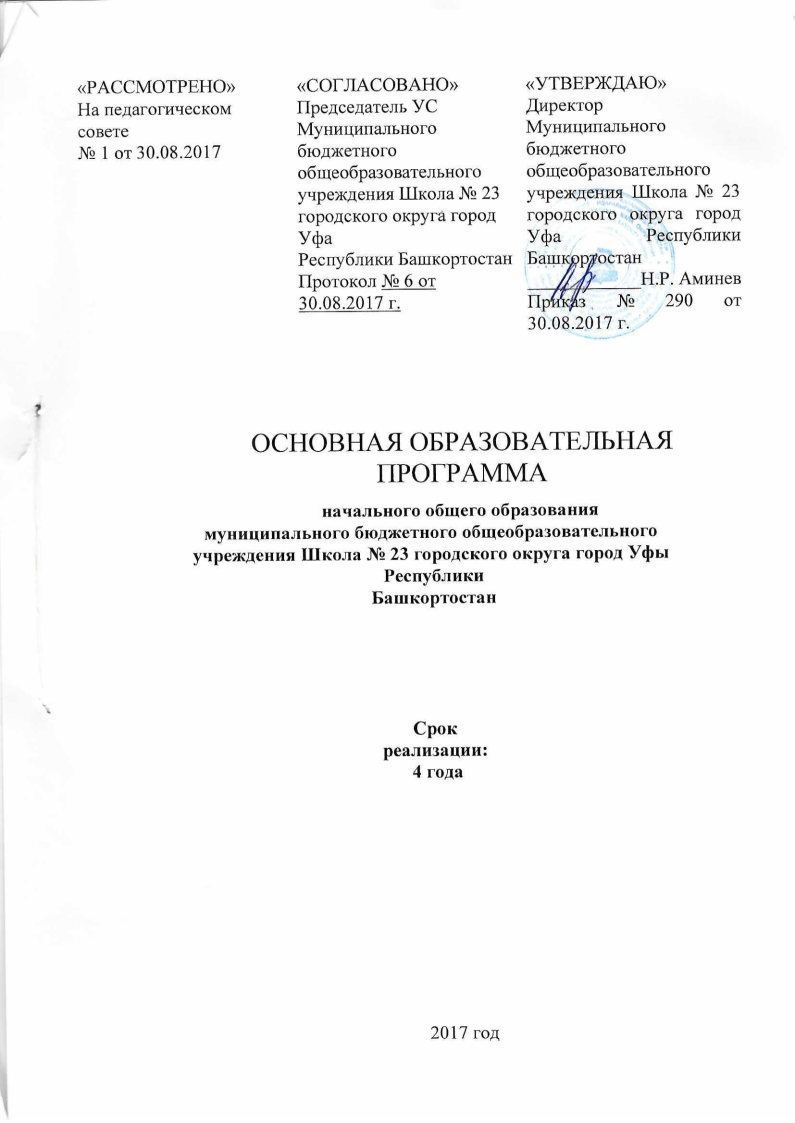 «РАССМОТРЕНО»
На педагогическом
совете
№ 1 от 30.08.2017
«СОГЛАСОВАНО»
Председатель УС
Муниципального
бюджетного
общеобразовательного
учреждения Школа № 23
городского округа город
Уфа
Республики Башкортостан
Протокол № 6 от
30.08.2017 г.
«УТВЕРЖДАЮ»
Директор
Муниципального
бюджетного
общеобразовательного
учреждения Школа № 23
городского округа город
Уфа Республики
Башкортостан
____________Н.Р. Аминев
Приказ № 290 от
30.08.2017 г.
ОСНОВНАЯ ОБРАЗОВАТЕЛЬНАЯ
ПРОГРАММА
начального общего образования
муниципального бюджетного общеобразовательного
учреждения Школа № 23 городского округа город Уфы
Республики
Башкортостан
Срок
реализации:
4 года
2017 год